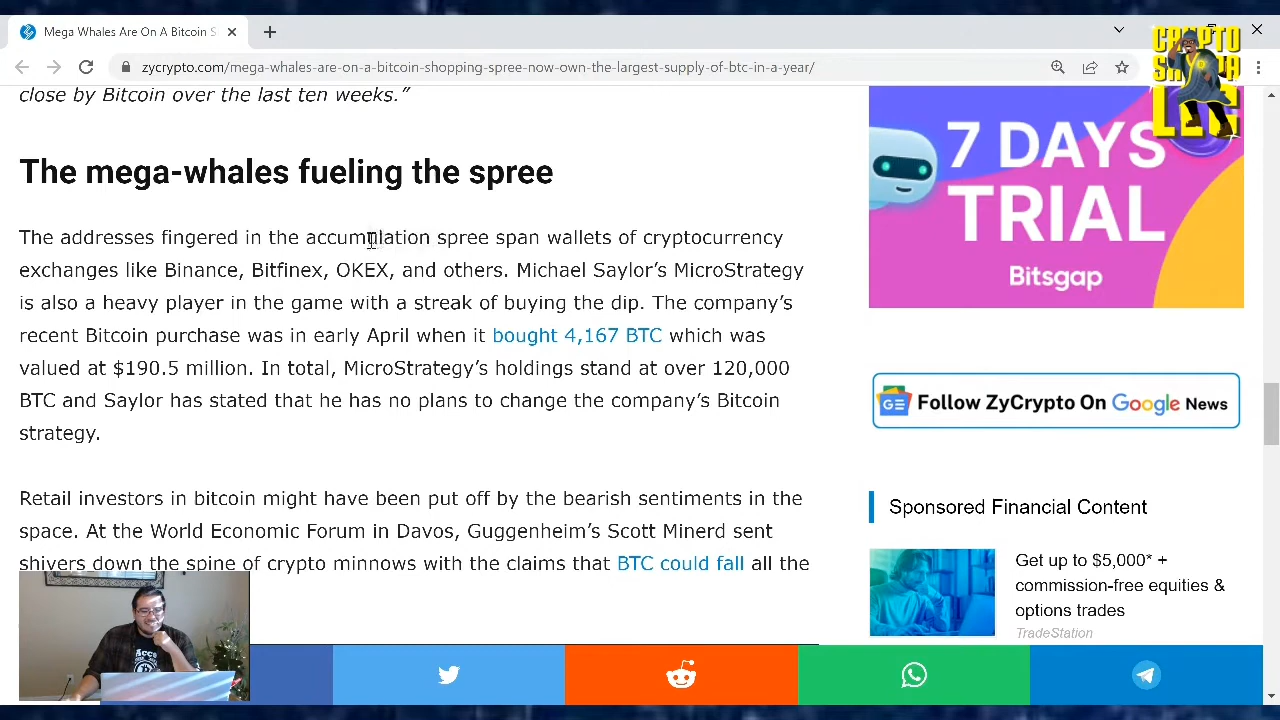 Mega Whales Are On A Bitcoin S
zycrypto.com/mega-whales-are-on-a-bitcoin-shopping-spree-now-own-the-largest-supply-of-btc-in-a-year/
CRYPTO
close by Bitcoin over the last ten weeks.”
The mega-whales fueling the spree
The addresses fingered in the accumulation spree span wallets of cryptocurrency
exchanges like Binance, Bitfinex, OKEX, and others. Michael Saylor’s MicroStrategy
is also a heavy player in the game with a streak of buying the dip. The company’s
recent Bitcoin purchase was in early April when it bought 4,167 BTC which was
valued at $190.5 million. In total, MicroStrategy’s holdings stand at over 120,000
BTC and Saylor has stated that he has no plans to change the company’s Bitcoin
strategy.
Retail investors in bitcoin might have been put off by the bearish sentiments in the
space. At the World Economic Forum in Davos, Guggenheim’s Scott Minerd sent
shivers down the spine of crypto minnows with the claims that BTC could fall all the
7 DAYS
TRIAL
Bitsgap
GE Follow ZyCrypto On Google News
Sponsored Financial Content
Get up to $5,000* +
commission-free equities &
options trades
TradeStation